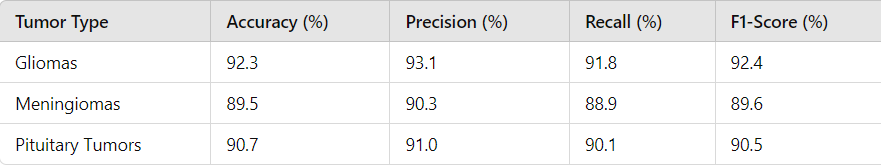 Tumor Type Accuracy (%) Precision (%) Recall (%) F1-Score (%)
Gliomas 92.3 93.1 91.8 92.4
Meningiomas 89.5 90.3 88.9 89.6
Pituitary Tumors 90.7 91.0 90.1 90.5